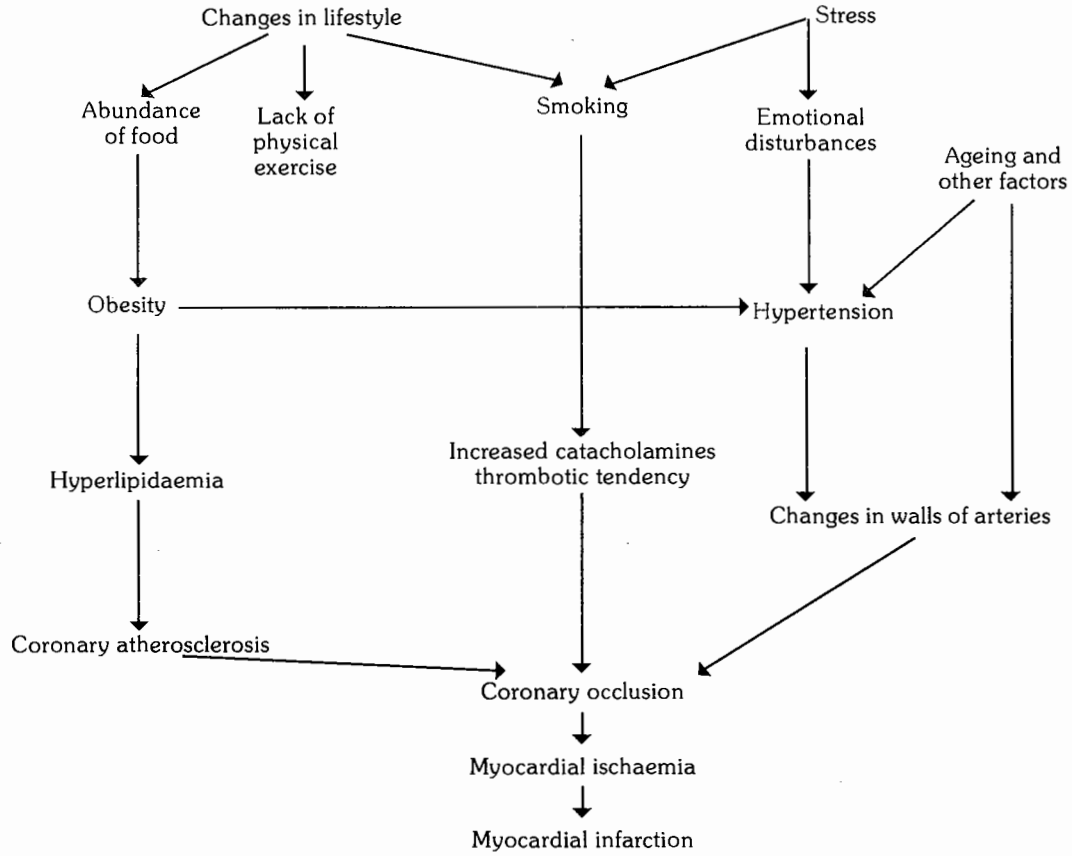 Changes in lifestyle
Stress
Abundance
of food
Lack of
physical
exercise
Smoking
Emotional
disturbances
Ageing and
other factors
Obesity
Hypertension
Increased catacholamines
thrombotic tendency
Hyperlipidaemia
Changes in walls of arteries
Coronary atherosclerosis
Coronary occlusion
Myocardial ischaemia
Myocardial infarction